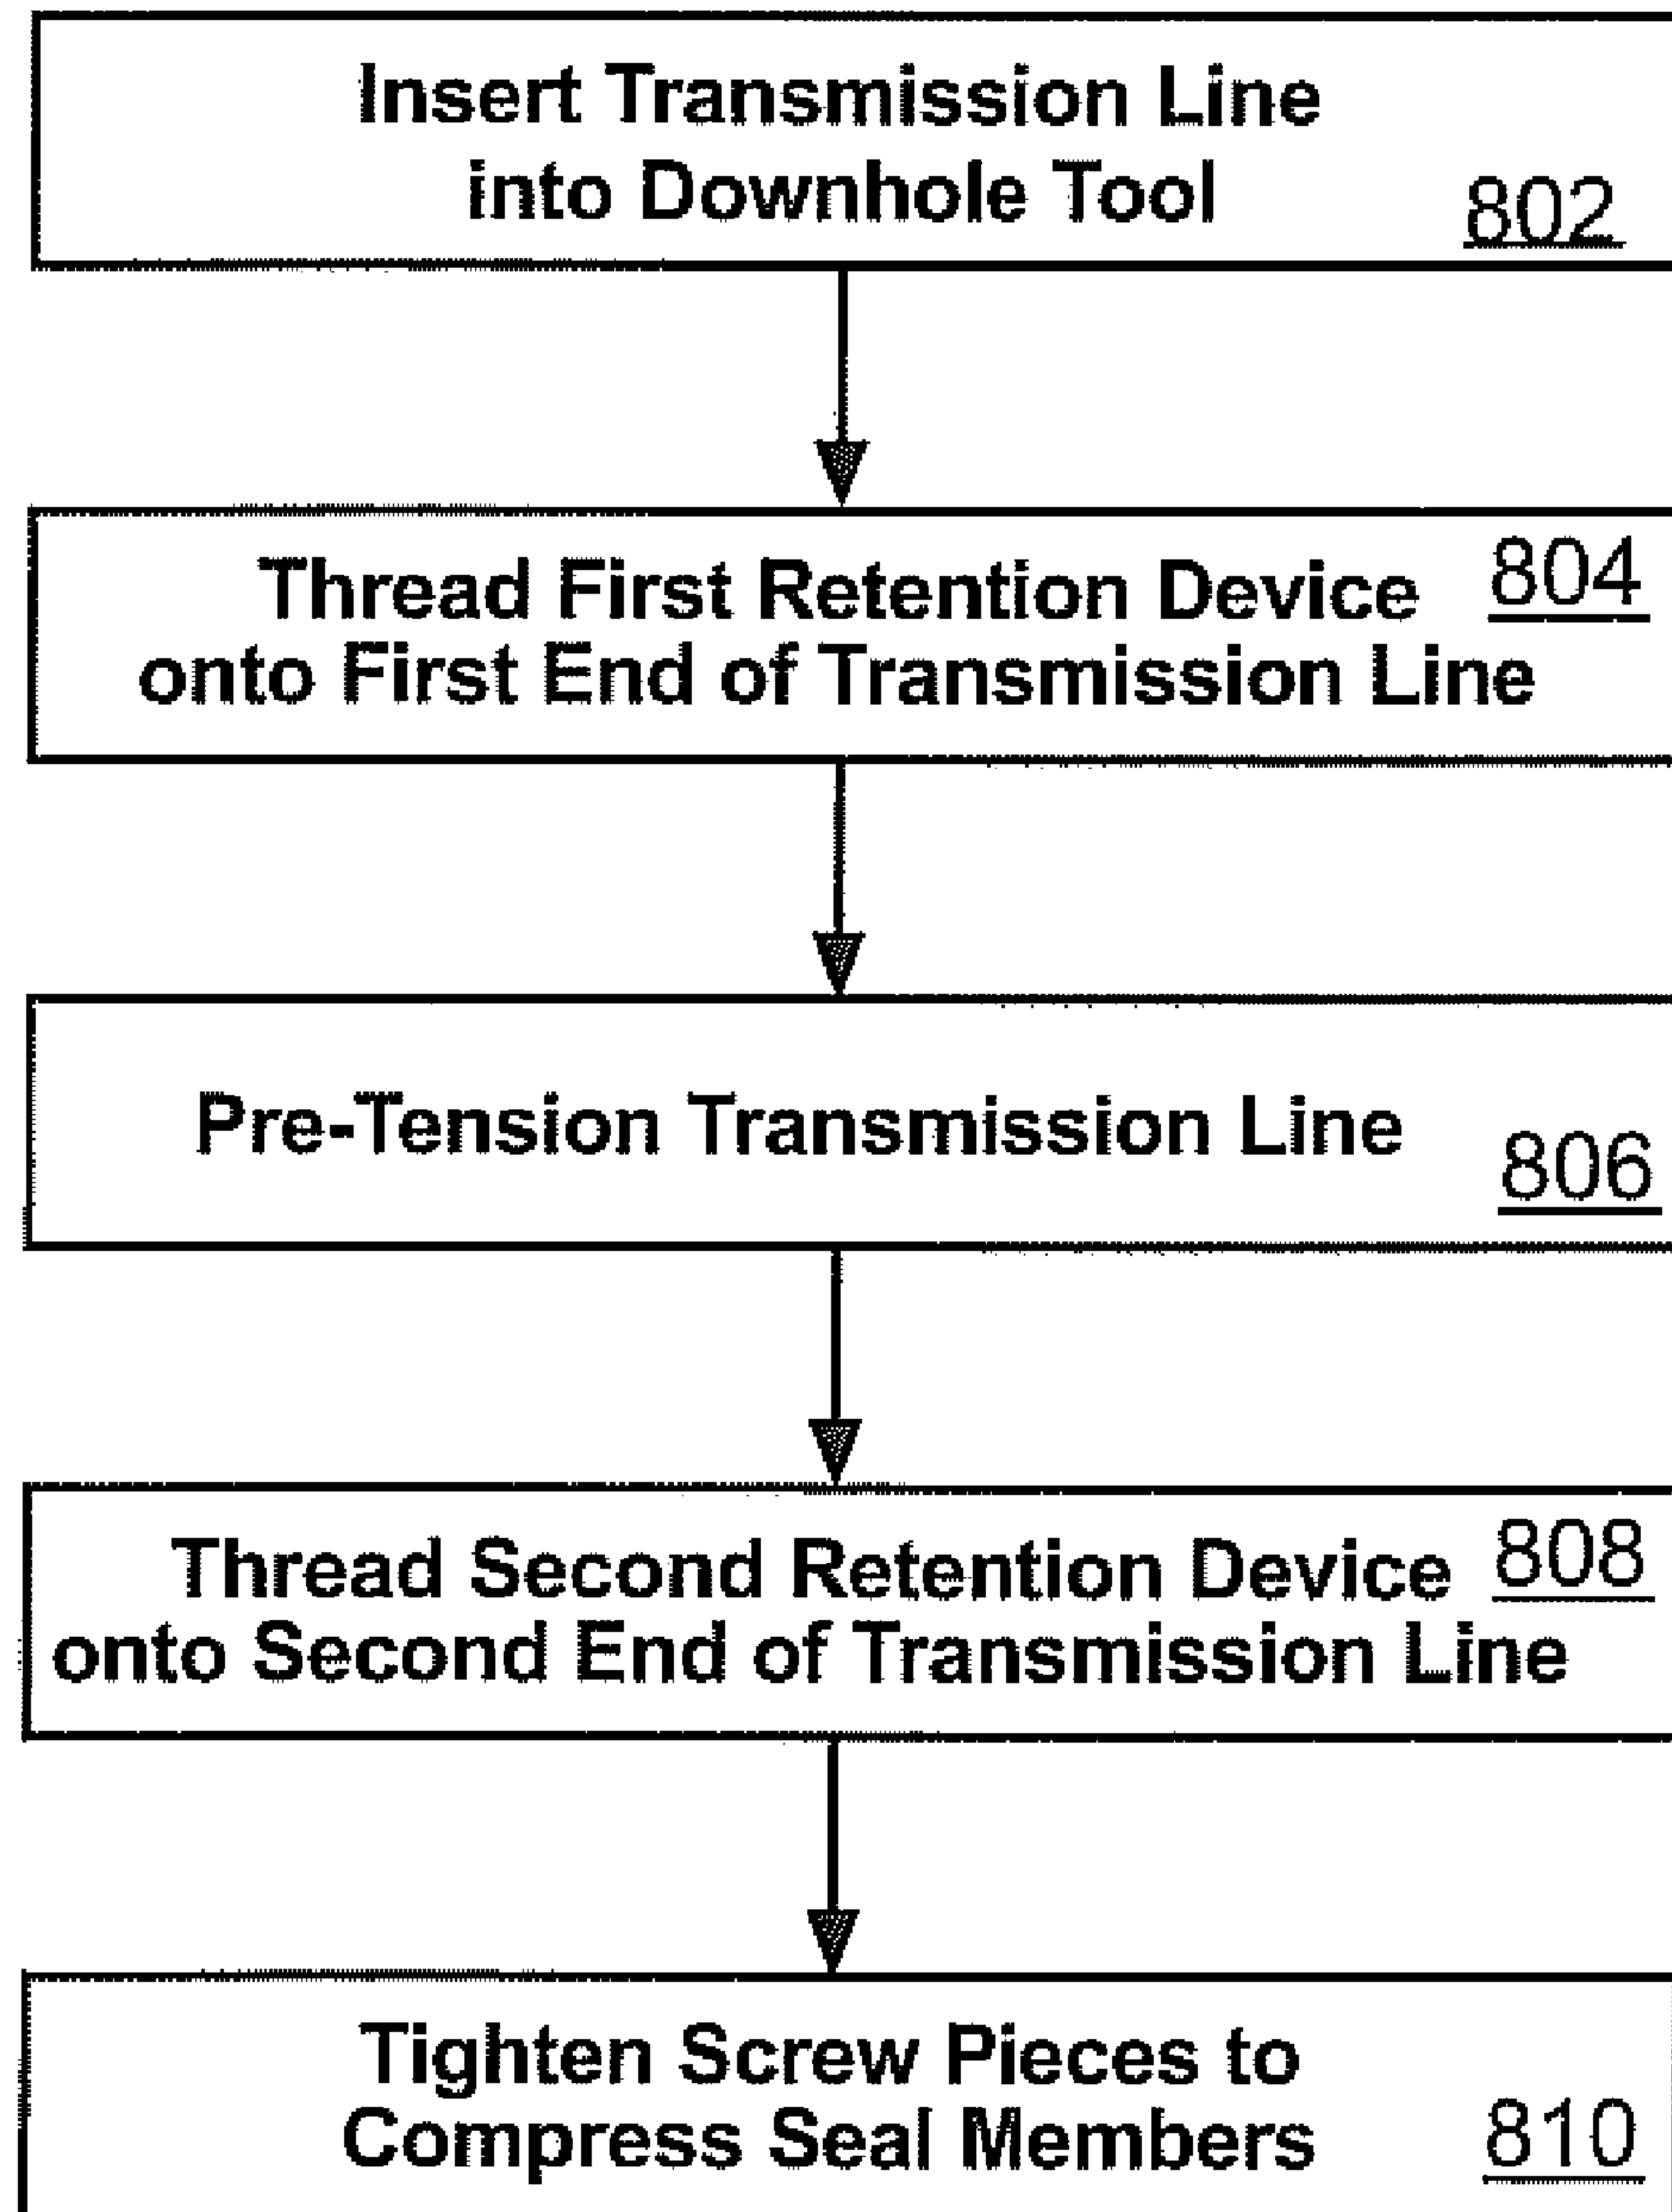 Insert Transmission Line
into Downhole Tool
802
Thread First Retention Device
804
onto First End of Transmission Line
Pre-Tension Transmission Line
806
Thread Second Retention Device
808
onto Second End of Transmission Line
Tighten Screw Pieces to
Compress Seal Members
810